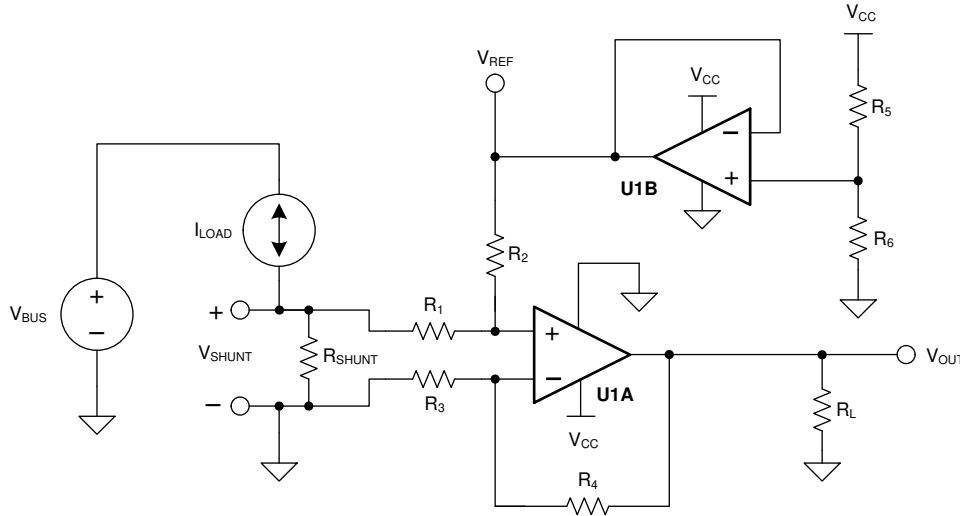 V_CC
V_REF
V_CC
R_5
−
+
U1B
I_LOAD
R_2
R_6
V_BUS
+
−
+
R_1
V_SHUNT
R_SHUNT
+
−
U1A
V_OUT
−
R_3
V_CC
R_L
R_4